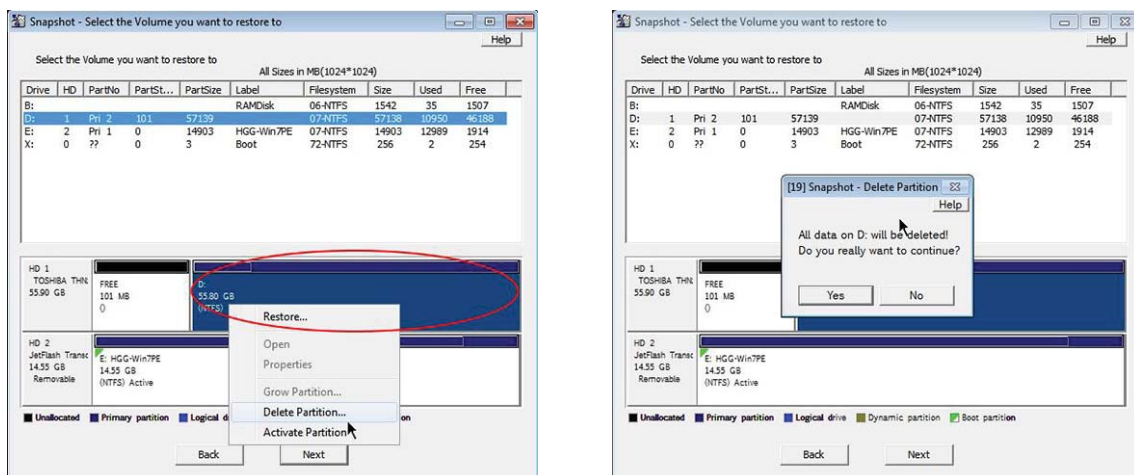 Snapshot - Select the Volume you want to restore to
Help
Select the Volume you want to restore to
All Sizes in MB(1024*1024)
Drive HD PartNo PartSt... PartSize Label Filesystem Size Used Free
B: RAMDisk 06-NTFS 1542 35 1507
D: 1 Pri 2 101 57139 07-NTFS 57138 10950 46188
E: 2 Pri 1 0 14903 HGG-Win7PE 07-NTFS 14903 12989 1914
X: 0 ?? 0 3 Boot 72-NTFS 256 2 254
HD 1
TOSHIBA THN
55.90 GB
FREE
101 MB
()
D:
55.80 GB
(NTFS)
Restore...
Open
Properties
Grow Partition...
Delete Partition...
Activate Partition
HD 2
JetFlash Transc
14.55 GB
Removable
E: HGG-Win7PE
14.55 GB
(NTFS) Active
Unallocated Primary partition Logical d on
Back Next
Snapshot - Select the Volume you want to restore to
Help
Select the Volume you want to restore to
All Sizes in MB(1024*1024)
Drive HD PartNo PartSt... PartSize Label Filesystem Size Used Free
B: RAMDisk 06-NTFS 1542 35 1507
D: 1 Pri 2 101 57139 07-NTFS 57138 10950 46188
E: 2 Pri 1 0 14903 HGG-Win7PE 07-NTFS 14903 12989 1914
X: 0 ?? 0 3 Boot 72-NTFS 256 2 254
[19] Snapshot - Delete Partition
Help
All data on D: will be deleted!
Do you really want to continue?
Yes No
HD 1
TOSHIBA THN
55.90 GB
FREE
101 MB
()
HD 2
JetFlash Transc
14.55 GB
Removable
E: HGG-Win7PE
14.55 GB
(NTFS) Active
Unallocated Primary partition Logical drive Dynamic partition Boot partition
Back Next